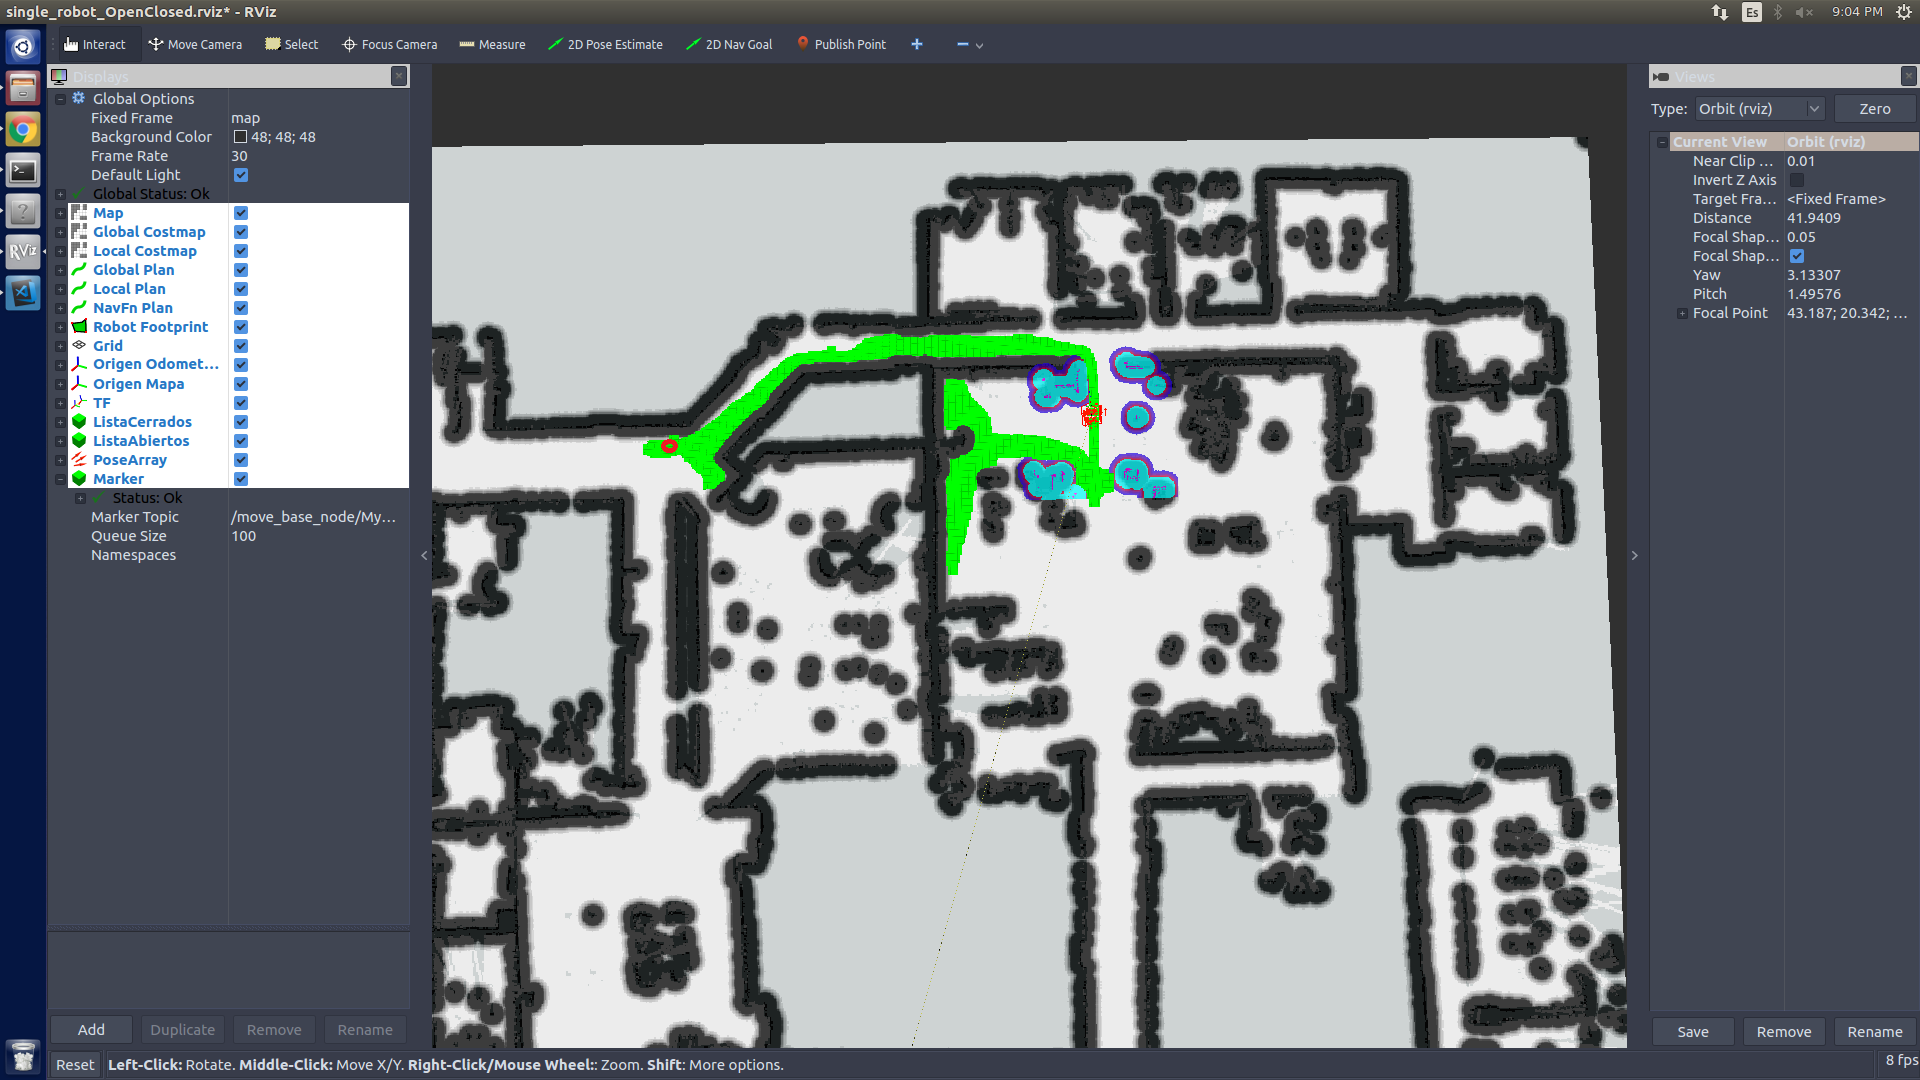 single_robot_OpenClosed.rviz* - RViz
Es
9:04 PM
Interact
Move Camera
Select
Focus Camera
Measure
2D Pose Estimate
2D Nav Goal
Publish Point
Displays
Global Options
Fixed Frame map
Background Color 48; 48; 48
Frame Rate 30
Default Light
Global Status: Ok
Map
Global Costmap
Local Costmap
Global Plan
Local Plan
NavFn Plan
Robot Footprint
Grid
Origen Odomet...
Origen Mapa
TF
ListaCerrados
ListaAbiertos
PoseArray
Marker
Status: Ok
Marker Topic /move_base_node/My...
Queue Size 100
Namespaces
Add
Duplicate
Remove
Rename
RViz
Views
Type: Orbit (rviz)
Zero
Current View Orbit (rviz)
Near Clip ... 0.01
Invert Z Axis
Target Fra... <Fixed Frame>
Distance 41.9409
Focal Shap... 0.05
Focal Shap...
Yaw 3.13307
Pitch 1.49576
Focal Point 43.187; 20.342; ...
Save
Remove
Rename
Reset
Left-Click: Rotate. Middle-Click: Move X/Y. Right-Click/Mouse Wheel:: Zoom. Shift: More options.
8 fps